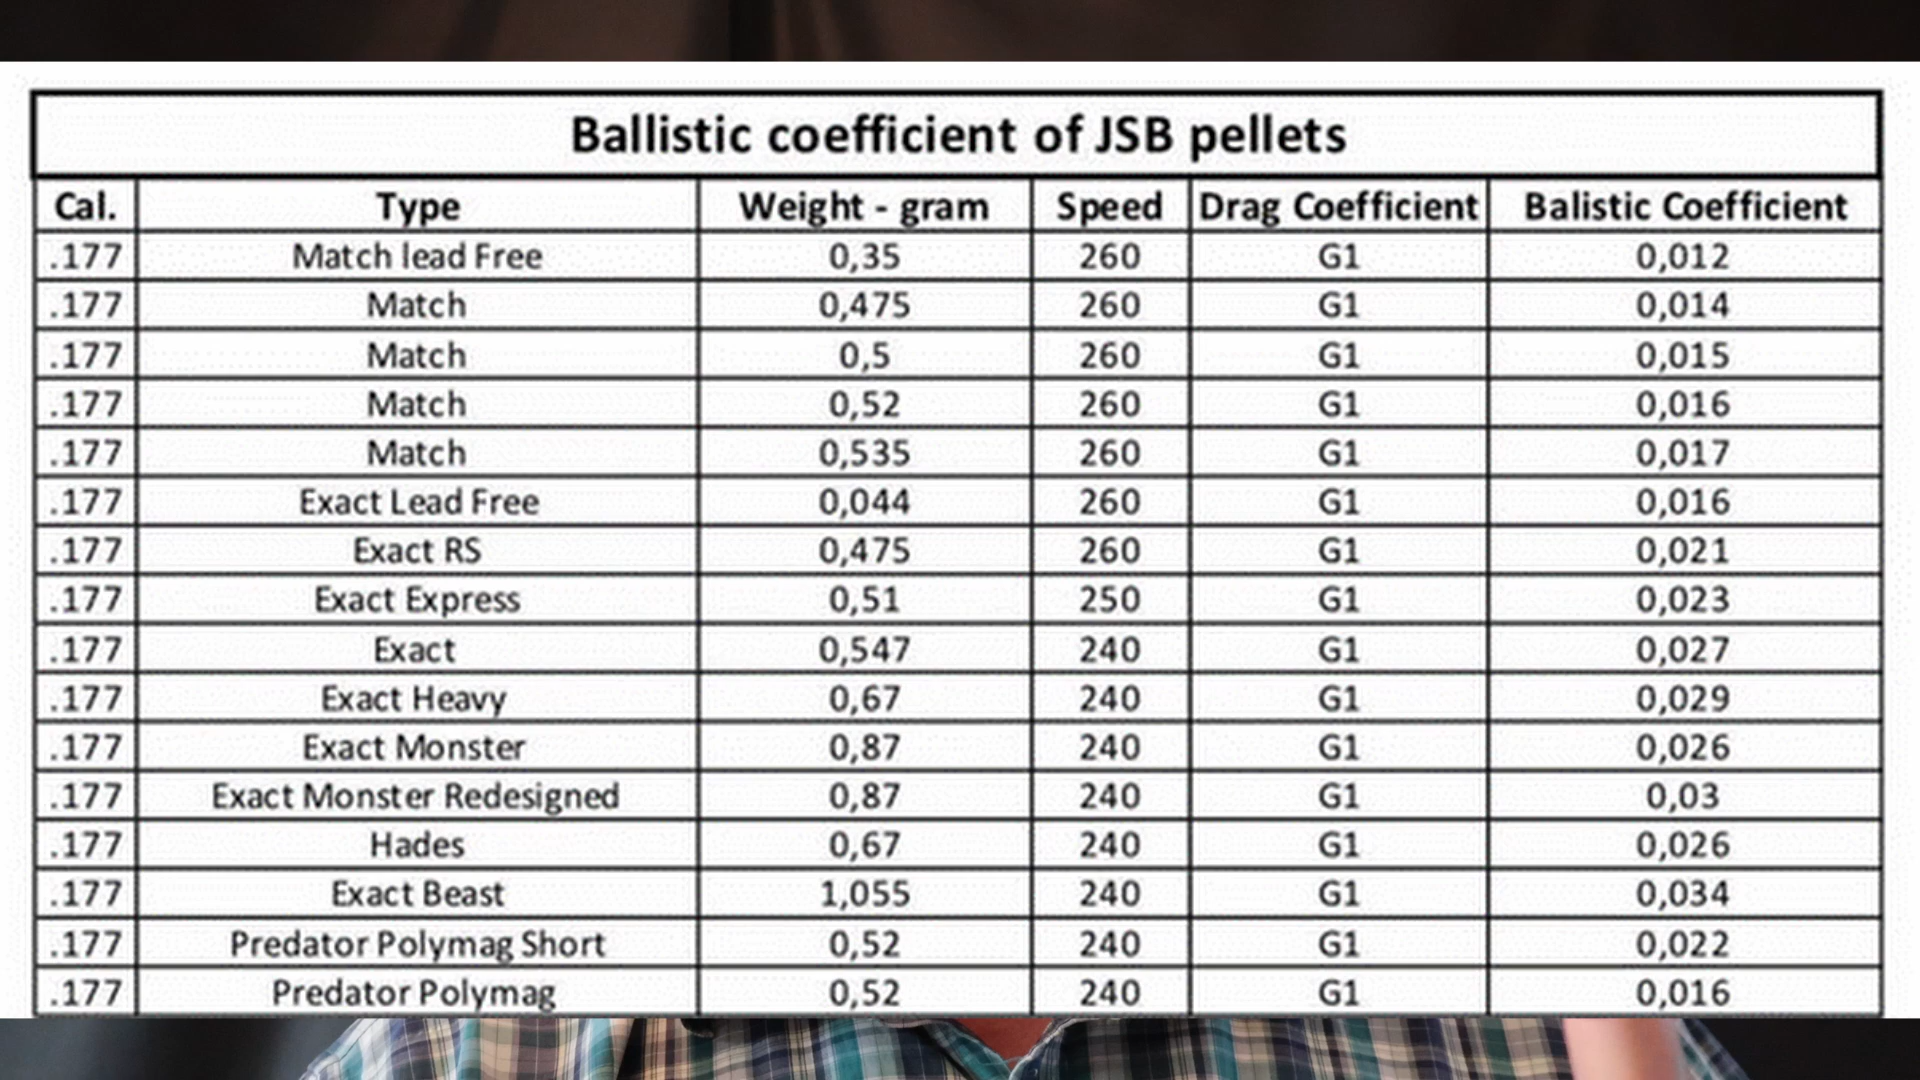 Ballistic coefficient of JSB pellets
Cal. Type Weight - gram Speed Drag Coefficient Balistic Coefficient
.177 Match lead Free 0,35 260 G1 0,012
.177 Match 0,475 260 G1 0,014
.177 Match 0,5 260 G1 0,015
.177 Match 0,52 260 G1 0,016
.177 Match 0,535 260 G1 0,017
.177 Exact Lead Free 0,044 260 G1 0,016
.177 Exact RS 0,475 260 G1 0,021
.177 Exact Express 0,51 250 G1 0,023
.177 Exact 0,547 240 G1 0,027
.177 Exact Heavy 0,67 240 G1 0,029
.177 Exact Monster 0,87 240 G1 0,026
.177 Exact Monster Redesigned 0,87 240 G1 0,03
.177 Hades 0,67 240 G1 0,026
.177 Exact Beast 1,055 240 G1 0,034
.177 Predator Polymag Short 0,52 240 G1 0,022
.177 Predator Polymag 0,52 240 G1 0,016